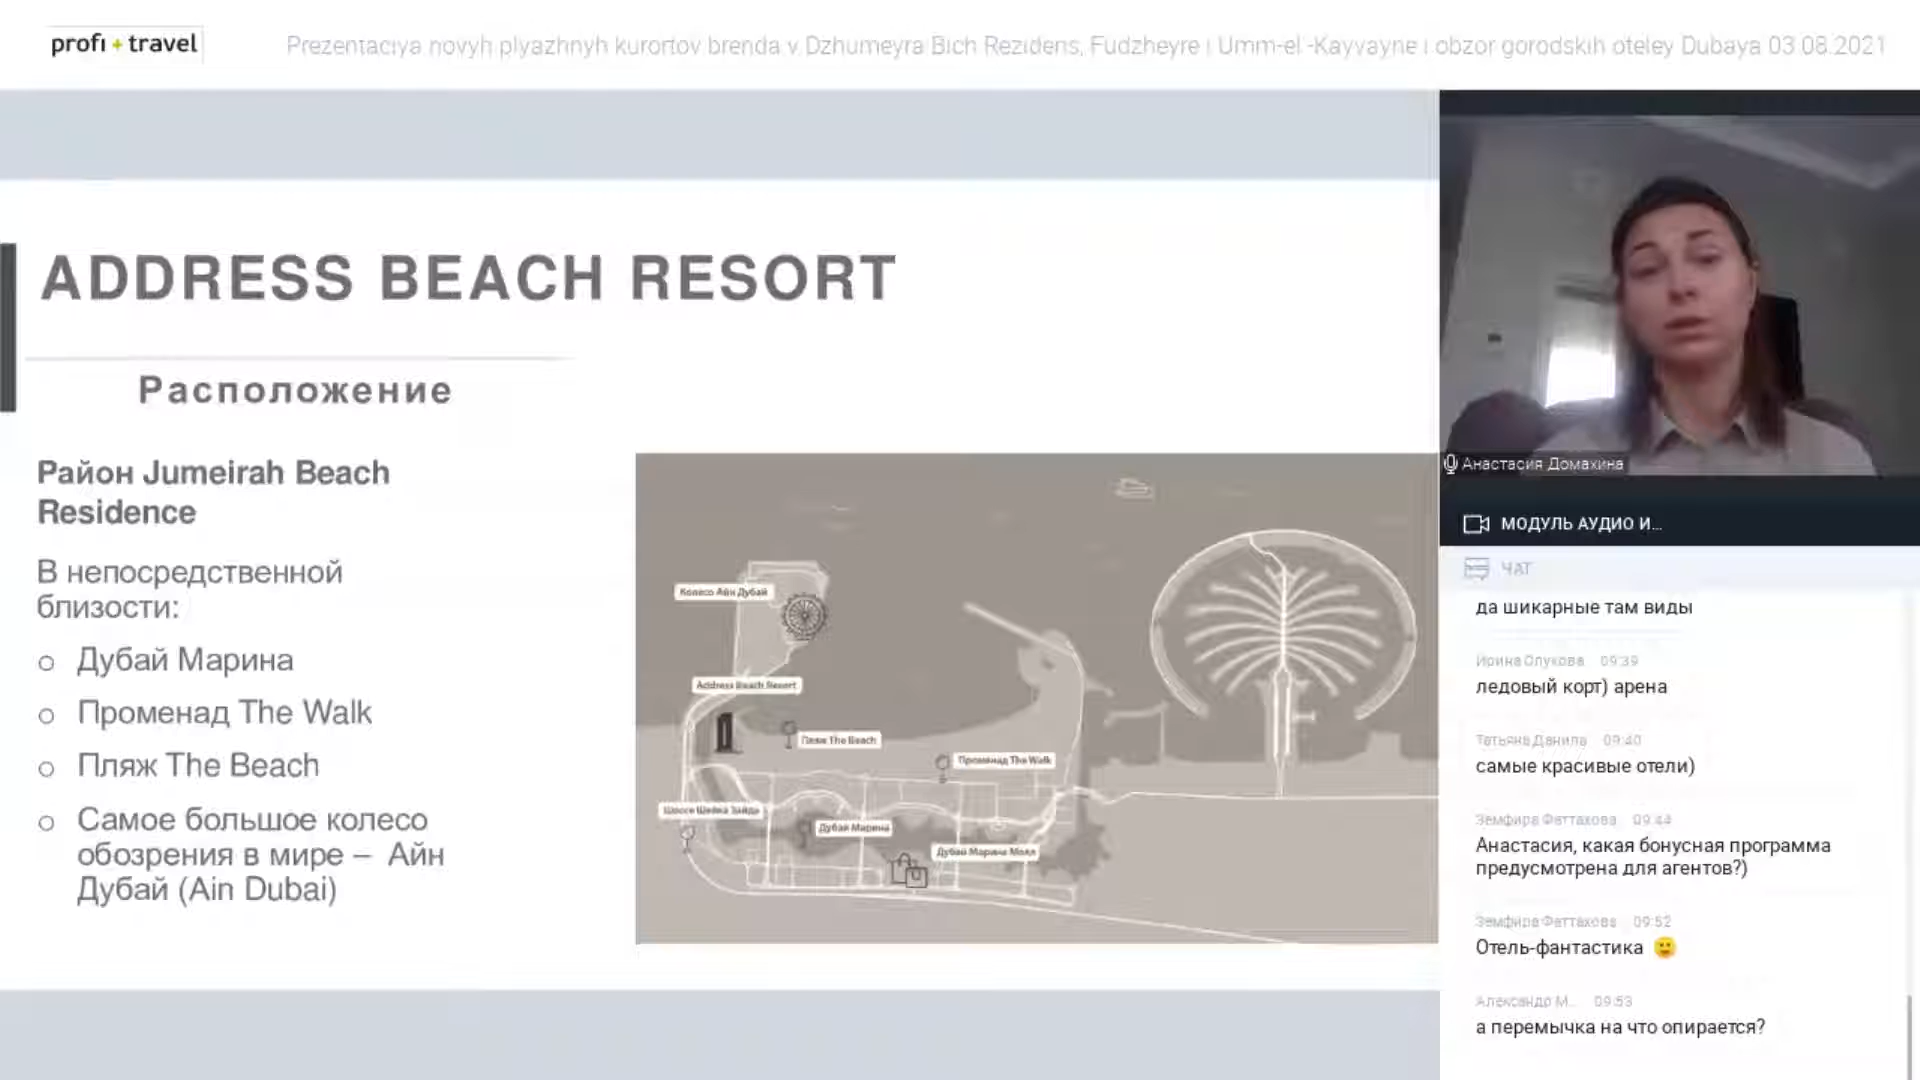 profi + travel
Prezentaciya novyh plyazhnyh kurortov brenda v Dzhumeyra Bich Rezidens, Fudzheyre i Umm-el -Kayvayne i obzor gorodskih oteley Dubaya 03.08.2021
ADDRESS BEACH RESORT
Расположение
Район Jumeirah Beach
Residence
В непосредственной
близости:
o Дубай Марина
o Променад The Walk
o Пляж The Beach
o Самое большое колесо
обозрения в мире – Айн
Дубай (Ain Dubai)
Колесо Айн Дубай
Address Beach Resort
Пляж The Beach
Променад The Walk
Шоссе Шейха Зайда
Дубай Марина
Дубай Марина Молл
Анастасия Домахина
МОДУЛЬ АУДИО И...
ЧАТ
да шикарные там виды
Ирина Глухова 09:39
ледовый корт) арена
Татьяна Данила 09:40
самые красивые отели)
Земфира Фаттахова 09:44
Анастасия, какая бонусная программа
предусмотрена для агентов?)
Земфира Фаттахова 09:52
Отель-фантастика 🙂
Александр М... 09:53
а перемычка на что опирается?